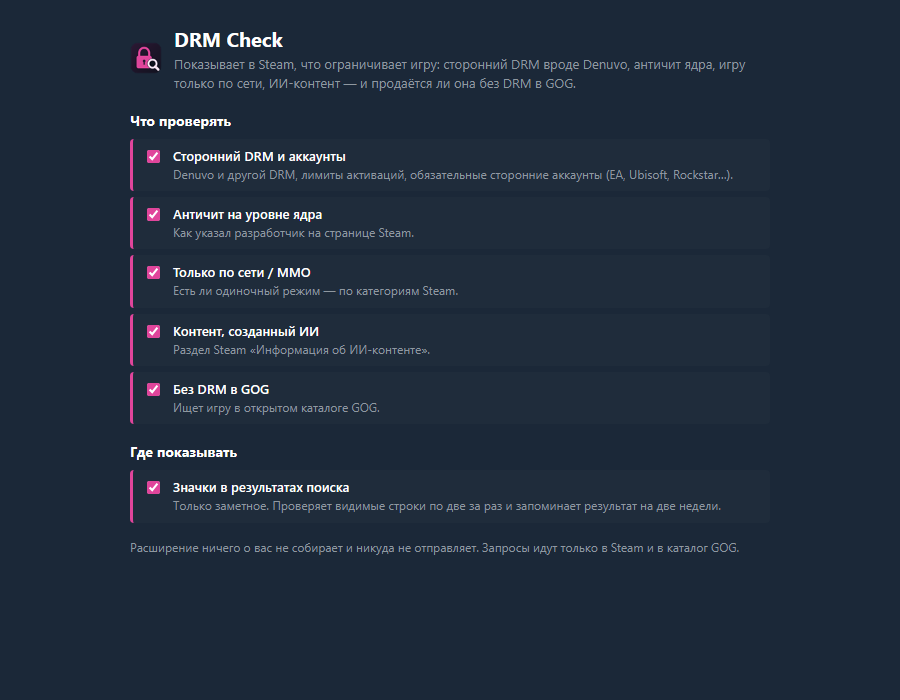 DRM Check
Показывает в Steam, что ограничивает игру: сторонний DRM вроде Denuvo, античит ядра, игру
только по сети, ИИ-контент — и продаётся ли она без DRM в GOG.
Что проверять
Сторонний DRM и аккаунты
Denuvo и другой DRM, лимиты активаций, обязательные сторонние аккаунты (EA, Ubisoft, Rockstar…).
Античит на уровне ядра
Как указал разработчик на странице Steam.
Только по сети / MMO
Есть ли одиночный режим — по категориям Steam.
Контент, созданный ИИ
Раздел Steam «Информация об ИИ-контенте».
Без DRM в GOG
Ищет игру в открытом каталоге GOG.
Где показывать
Значки в результатах поиска
Только заметное. Проверяет видимые строки по две за раз и запоминает результат на две недели.
Расширение ничего о вас не собирает и никуда не отправляет. Запросы идут только в Steam и в каталог GOG.